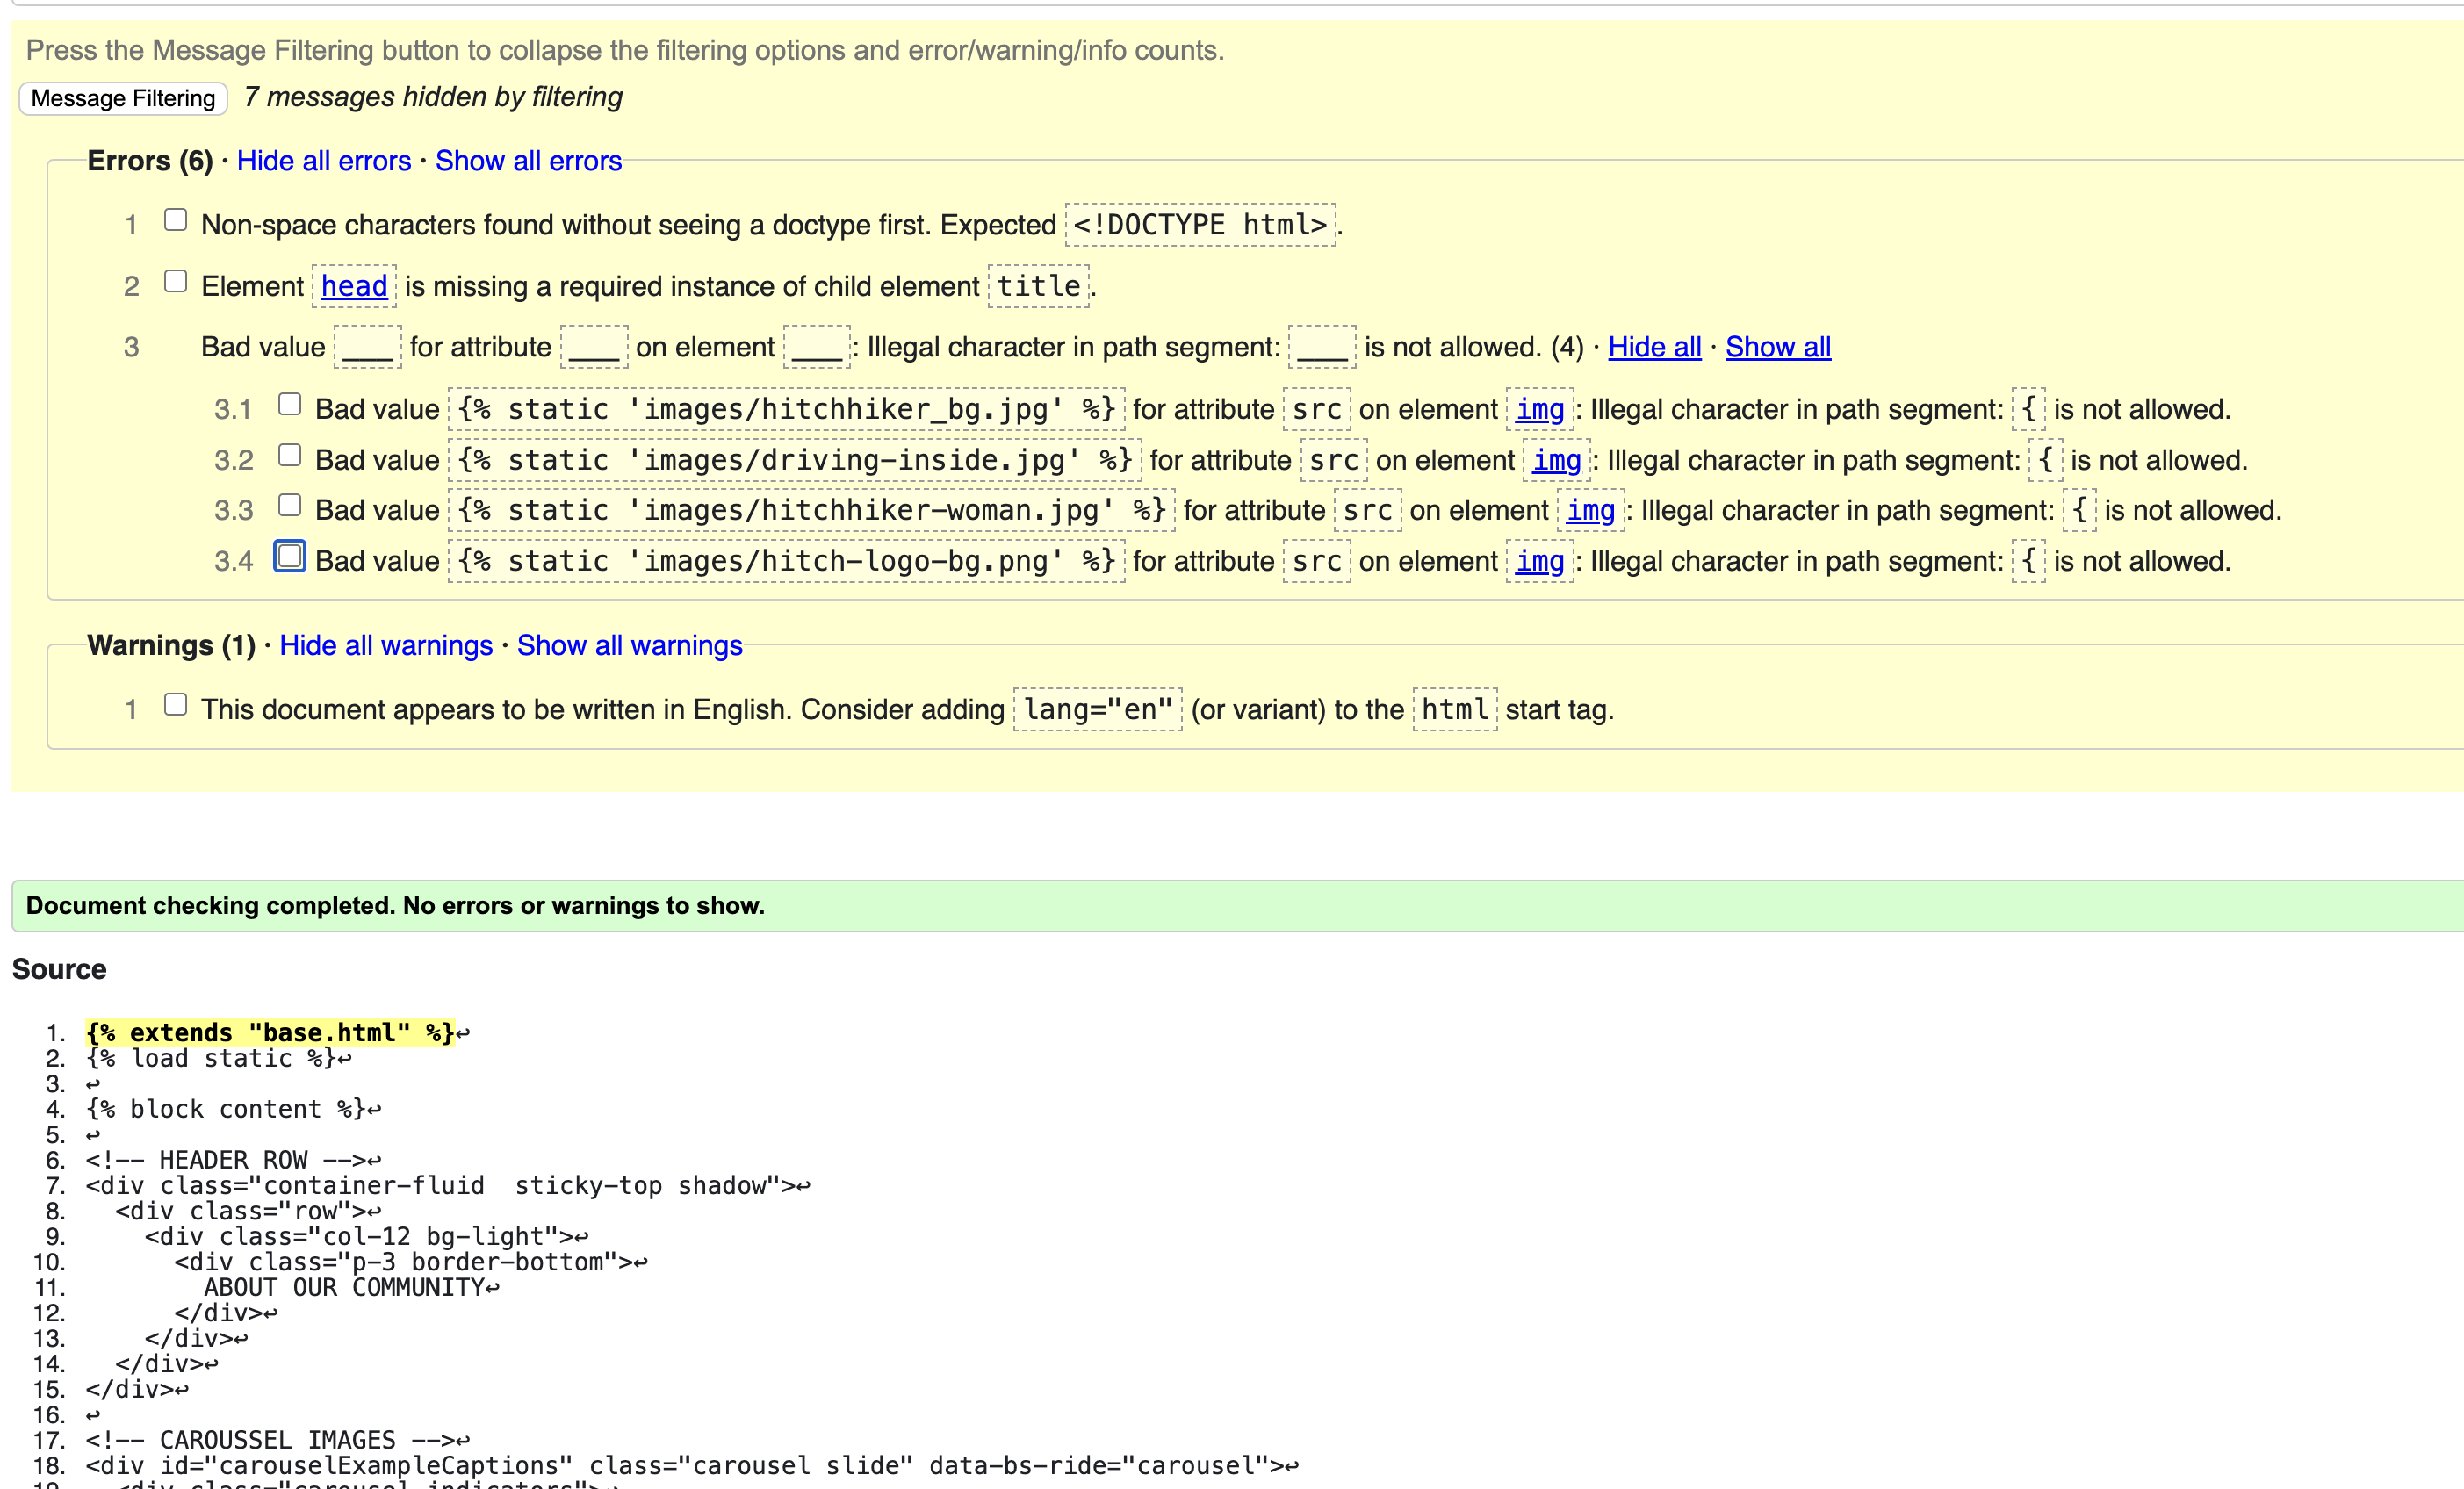 Press the Message Filtering button to collapse the filtering options and error/warning/info counts.
Message Filtering 7 messages hidden by filtering
Errors (6) · Hide all errors · Show all errors
1 Non-space characters found without seeing a doctype first. Expected <!DOCTYPE html>.
2 Element head is missing a required instance of child element title.
3 Bad value ___ for attribute ___ on element ___: Illegal character in path segment: ___ is not allowed. (4) · Hide all · Show all
3.1 Bad value {% static 'images/hitchhiker_bg.jpg' %} for attribute src on element img: Illegal character in path segment: { is not allowed.
3.2 Bad value {% static 'images/driving-inside.jpg' %} for attribute src on element img: Illegal character in path segment: { is not allowed.
3.3 Bad value {% static 'images/hitchhiker-woman.jpg' %} for attribute src on element img: Illegal character in path segment: { is not allowed.
3.4 Bad value {% static 'images/hitch-logo-bg.png' %} for attribute src on element img: Illegal character in path segment: { is not allowed.
Warnings (1) · Hide all warnings · Show all warnings
1 This document appears to be written in English. Consider adding lang="en" (or variant) to the html start tag.
Document checking completed. No errors or warnings to show.
Source
1. {% extends "base.html" %}↩
2. {% load static %}↩
3. ↩
4. {% block content %}↩
5. ↩
6. <!-- HEADER ROW -->↩
7. <div class="container-fluid  sticky-top shadow">↩
8.   <div class="row">↩
9.     <div class="col-12 bg-light">↩
10.       <div class="p-3 border-bottom">↩
11.         ABOUT OUR COMMUNITY↩
12.       </div>↩
13.     </div>↩
14.   </div>↩
15. </div>↩
16. ↩
17. <!-- CAROUSSEL IMAGES -->↩
18. <div id="carouselExampleCaptions" class="carousel slide" data-bs-ride="carousel">↩
19.   <div class="carousel-indicators">↩